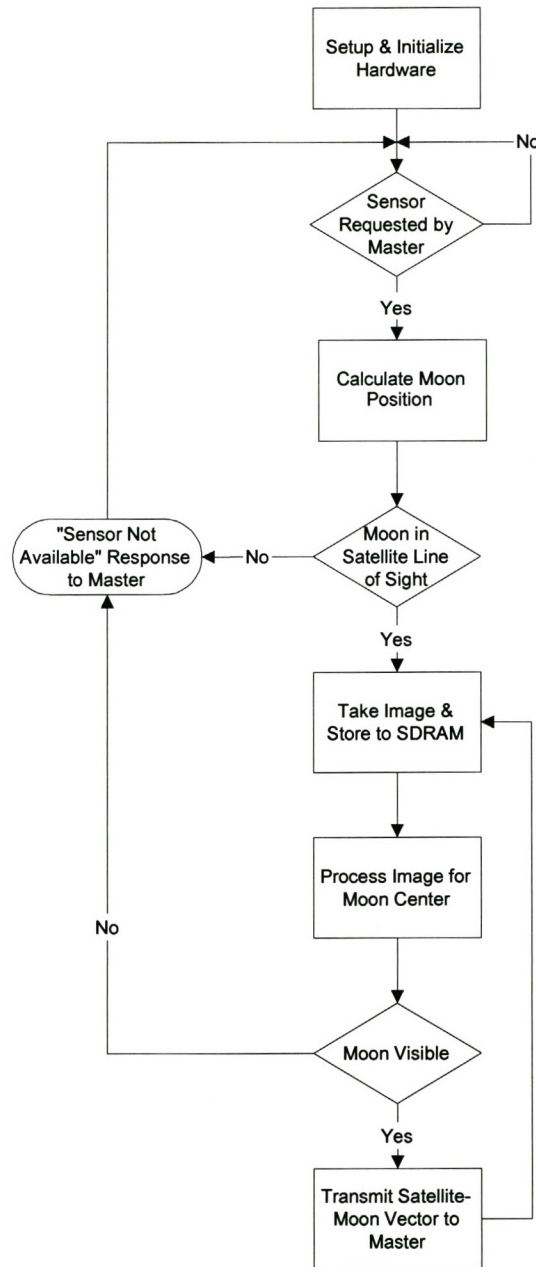 Setup & Initialize
Hardware
No
Sensor
Requested by
Master
Yes
Calculate Moon
Position
"Sensor Not
Available" Response
to Master
No
Moon in
Satellite Line
of Sight
Yes
Take Image &
Store to SDRAM
Process Image for
Moon Center
No
Moon Visible
Yes
Transmit Satellite-
Moon Vector to
Master